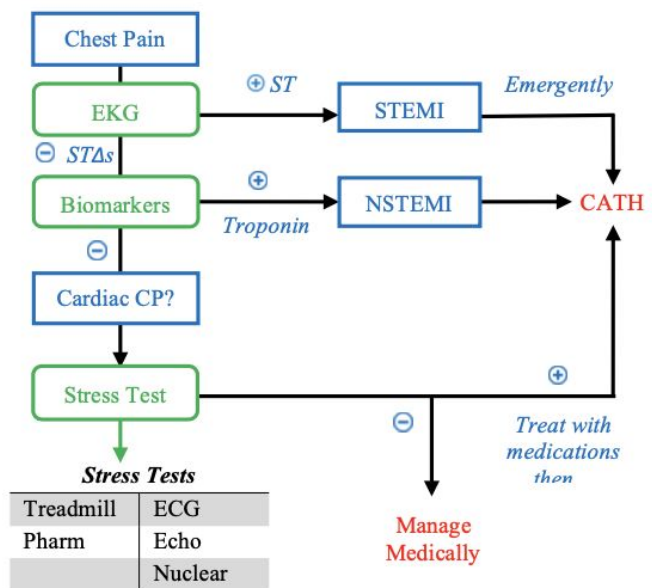 Chest Pain
EKG
⊕ ST
STEMI
Emergently
⊖ STΔs
Biomarkers
⊕
Troponin
NSTEMI
CATH
⊖
Cardiac CP?
Stress Test
⊕
⊖
Treat with
medications
then
Manage
Medically
Stress Tests
Treadmill ECG
Pharm Echo
Nuclear